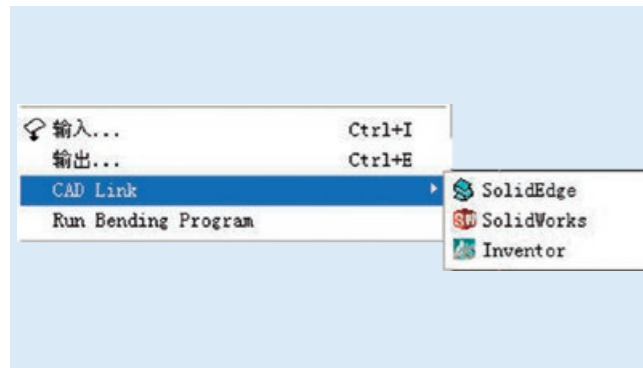 输入... Ctrl+I
输出... Ctrl+E
CAD Link
Run Bending Program
SolidEdge
SolidWorks
Inventor